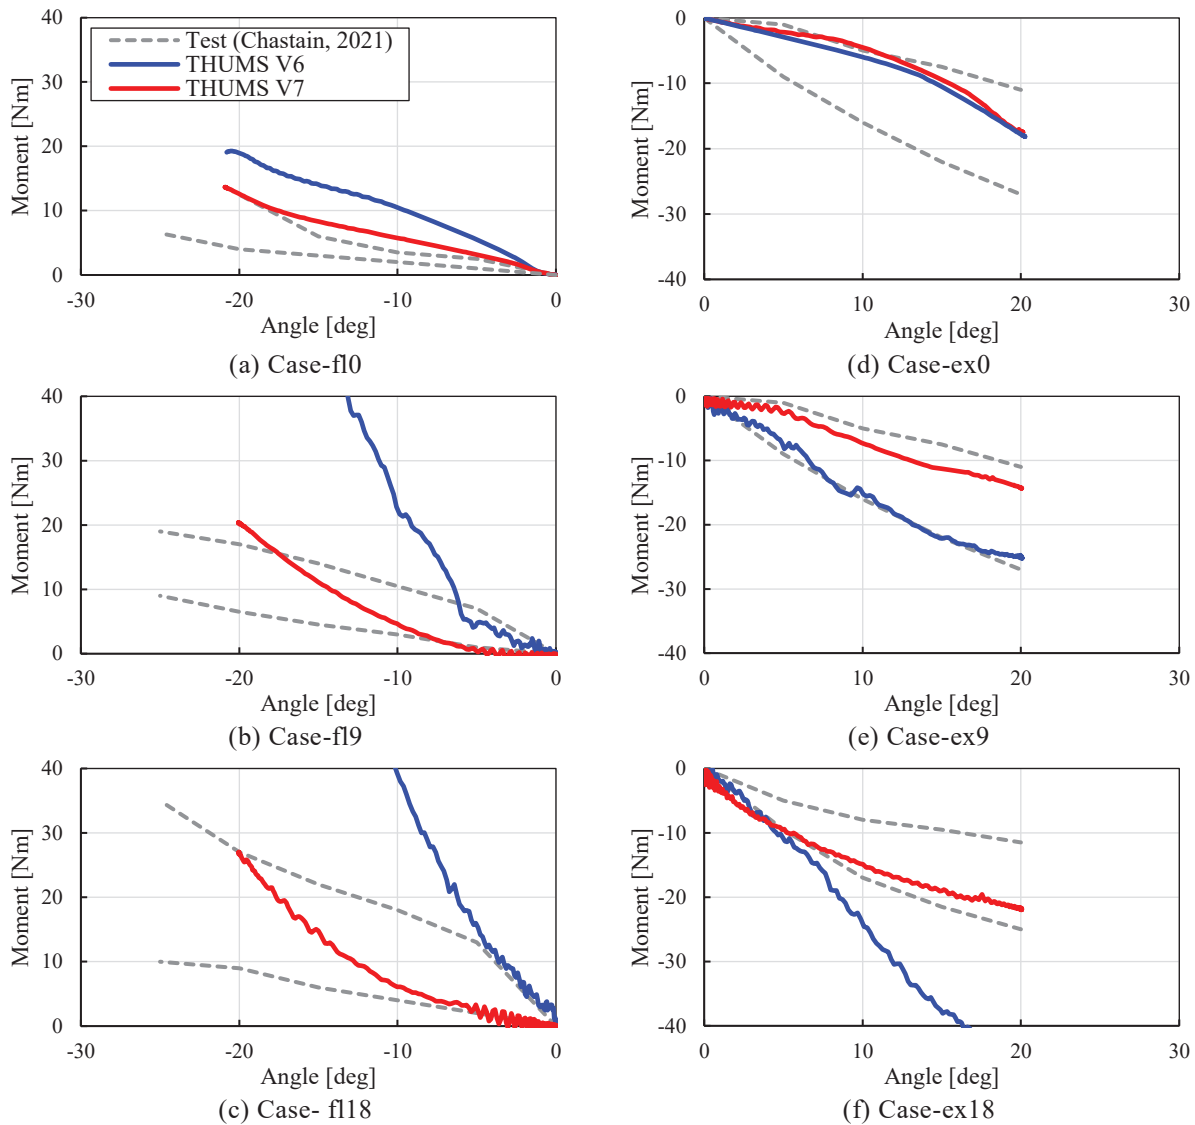 Moment [Nm]
40
30
20
10
0
Test (Chastain, 2021)
THUMS V6
THUMS V7
-30
-20
-10
0
Angle [deg]
(a) Case-fl0
Moment [Nm]
0
-10
-20
-30
-40
0
10
20
30
Angle [deg]
(d) Case-ex0
Moment [Nm]
40
30
20
10
0
-30
-20
-10
0
Angle [deg]
(b) Case-fl9
Moment [Nm]
0
-10
-20
-30
-40
0
10
20
30
Angle [deg]
(e) Case-ex9
Moment [Nm]
40
30
20
10
0
-30
-20
-10
0
Angle [deg]
(c) Case- fl18
Moment [Nm]
0
-10
-20
-30
-40
0
10
20
30
Angle [deg]
(f) Case-ex18